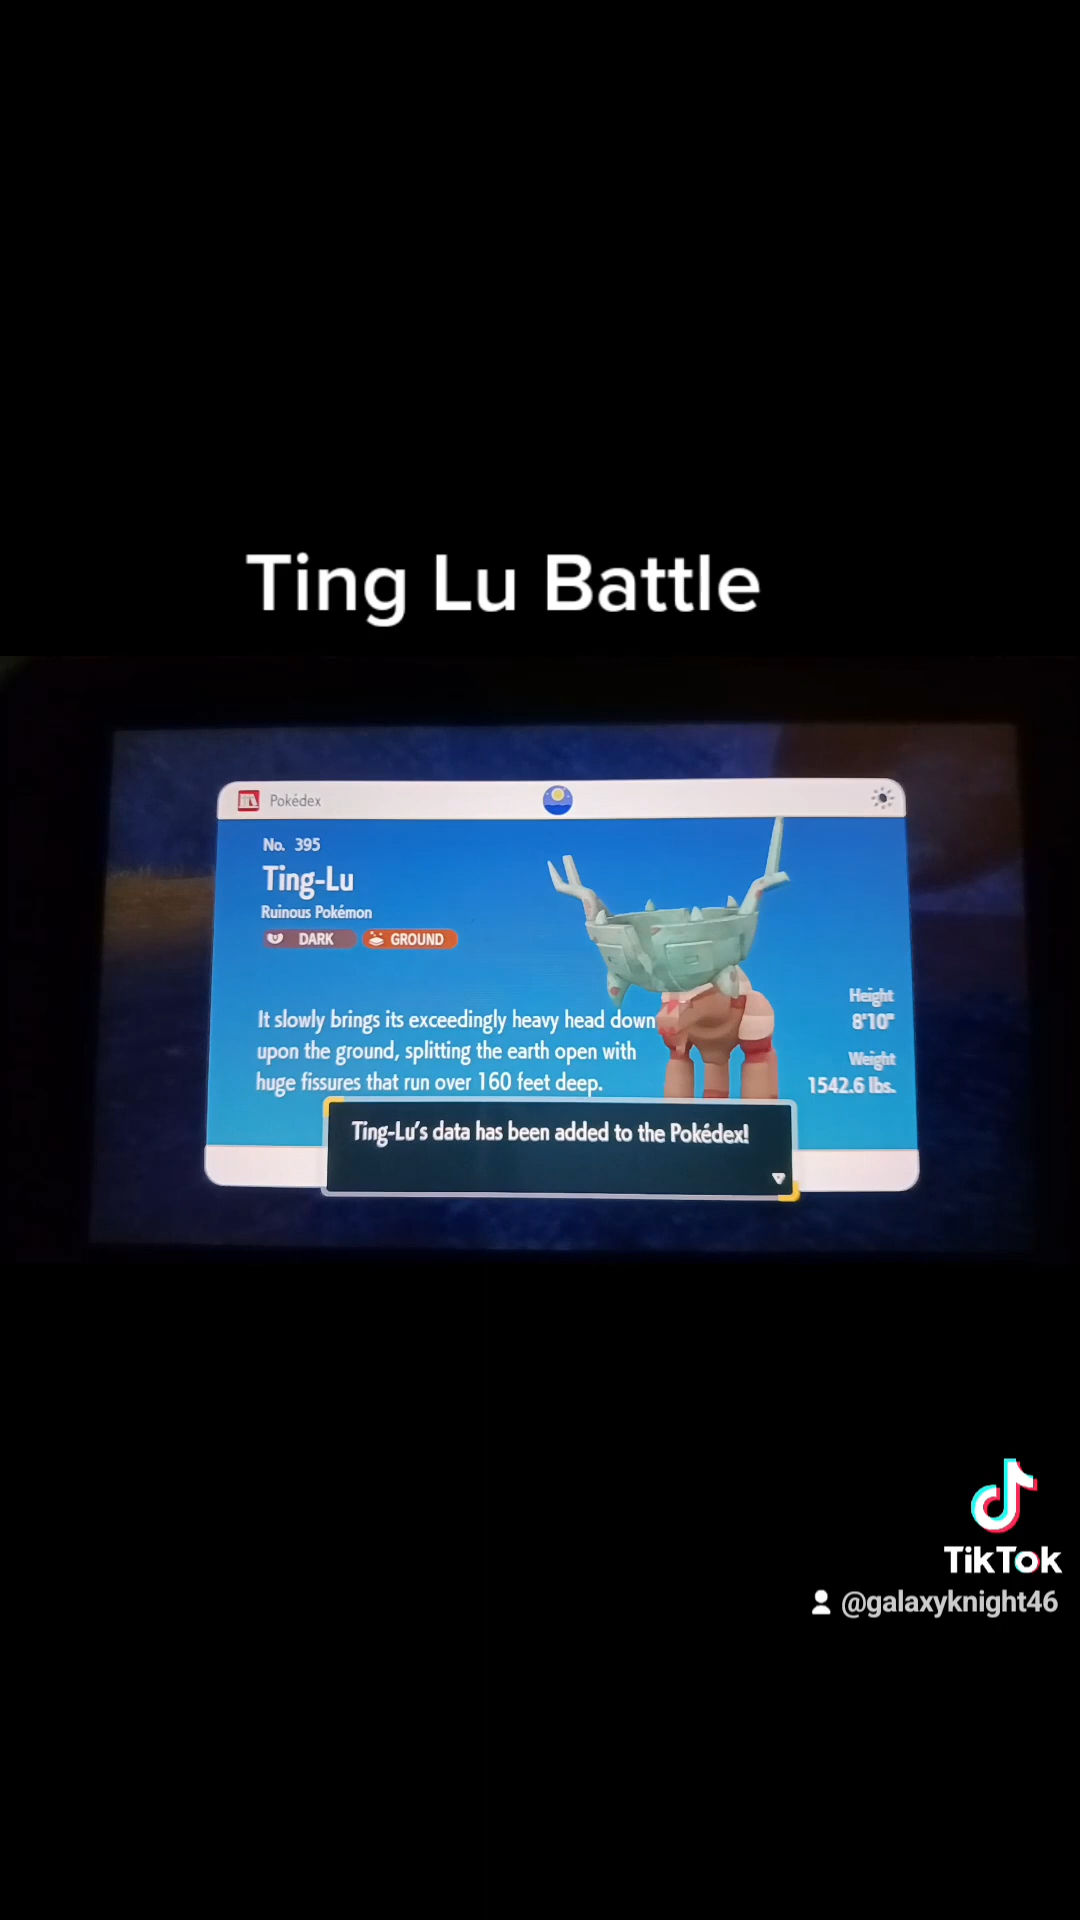 Ting Lu Battle
Pokédex
No. 395
Ting-Lu
Ruinous Pokémon
DARK GROUND
It slowly brings its exceedingly heavy head down
upon the ground, splitting the earth open with
huge fissures that run over 160 feet deep.
Height
8'10"
Weight
1542.6 lbs.
Ting-Lu's data has been added to the Pokédex!
TikTok
@galaxyknight46